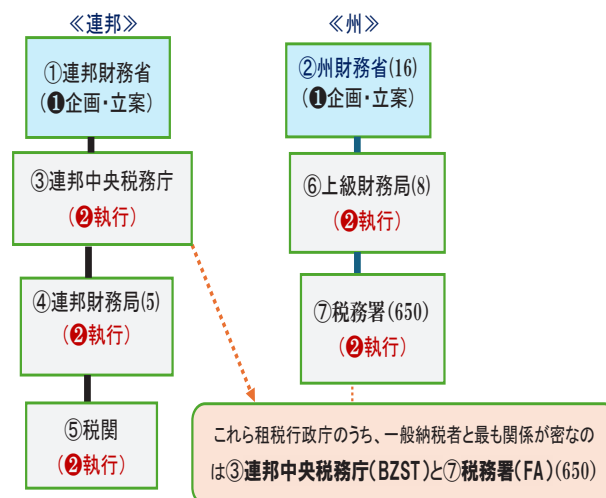 ≪連邦≫
①連邦財務省
(❶企画・立案)
③連邦中央税務庁
(❷執行)
④連邦財務局(5)
(❷執行)
⑤税関
(❷執行)
≪州≫
②州財務省(16)
(❶企画・立案)
⑥上級財務局(8)
(❷執行)
⑦税務署(650)
(❷執行)
これら租税行政庁のうち、一般納税者と最も関係が密なの
は③連邦中央税務庁(BZST)と⑦税務署(FA)(650)